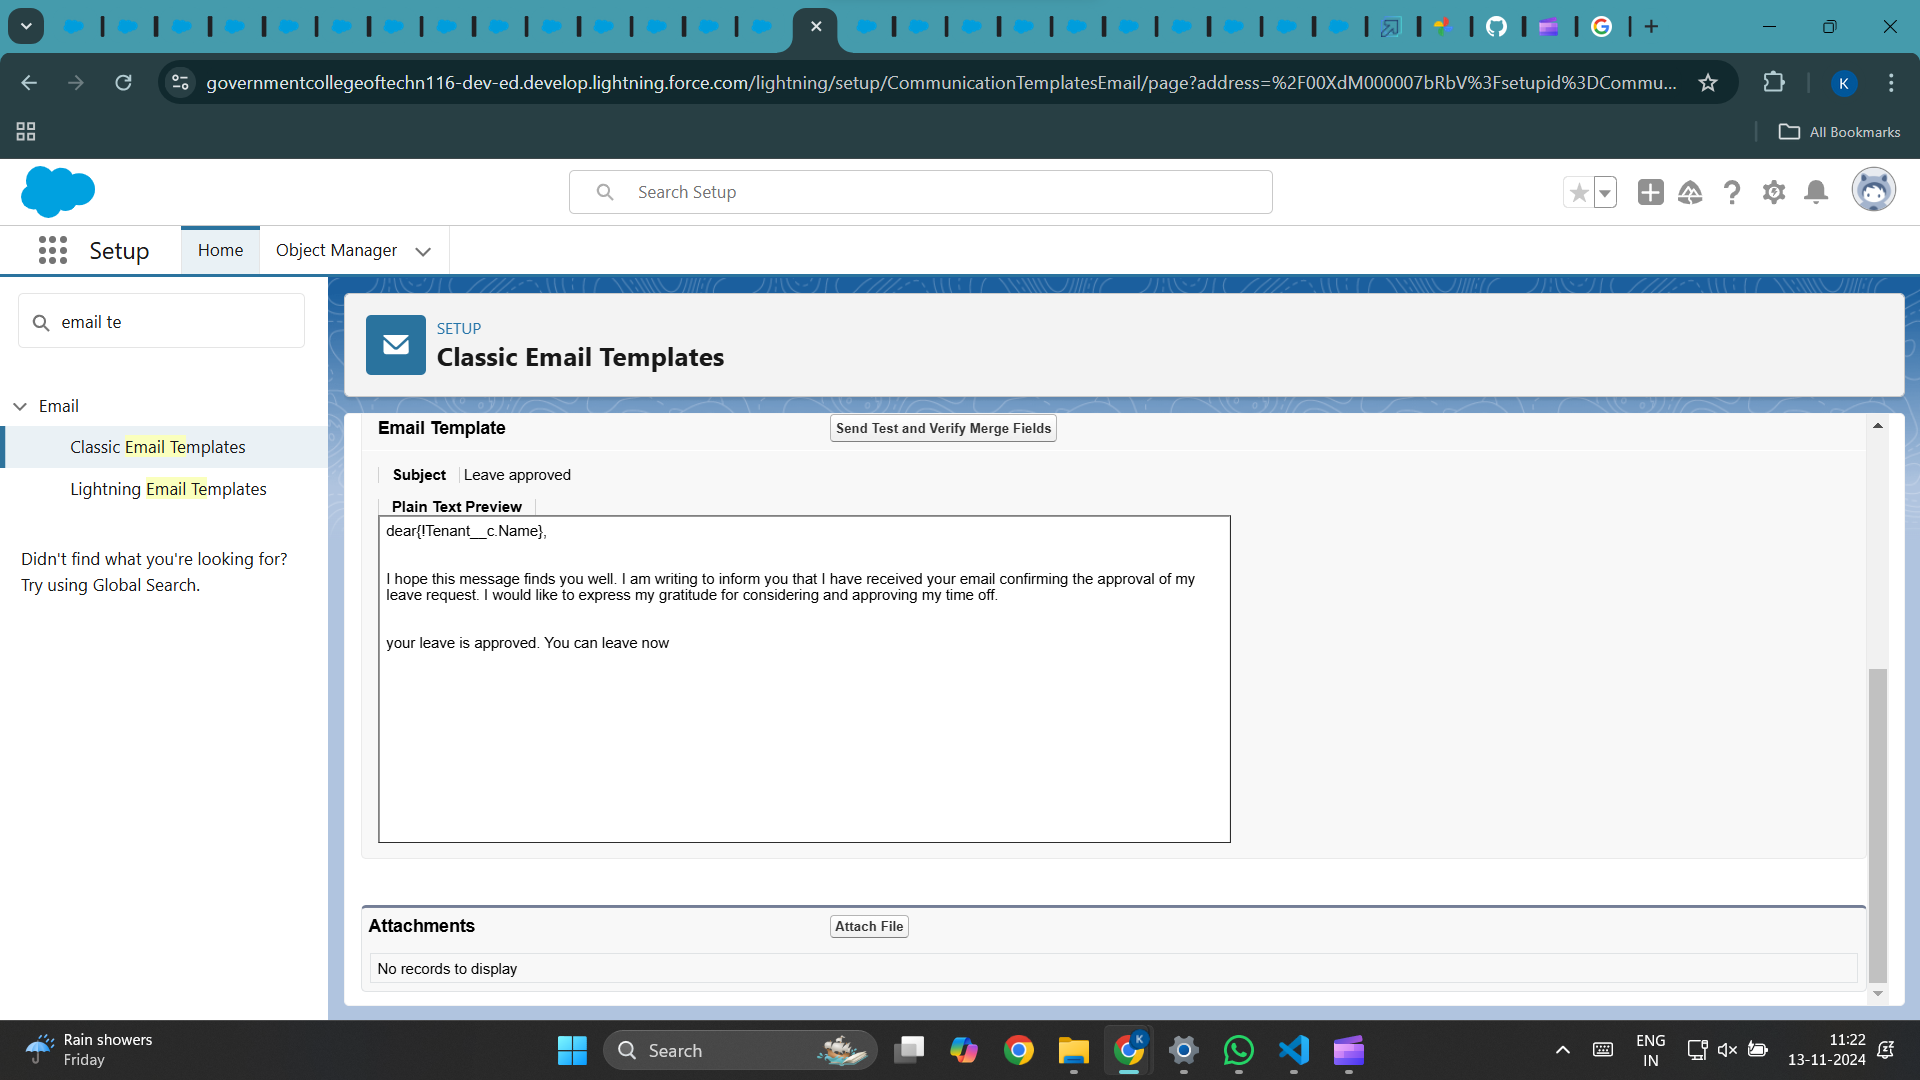 governmentcollegeoftechn116-dev-ed.develop.lightning.force.com/lightning/setup/CommunicationTemplatesEmail/page?address=%2F00XdM000007bRbV%3Fsetupid%3DCommu...
K
All Bookmarks
Search Setup
Setup
Home
Object Manager
email te
Email
Classic Email Templates
Lightning Email Templates
Didn't find what you're looking for?
Try using Global Search.
SETUP
Classic Email Templates
Email Template
Send Test and Verify Merge Fields
Subject
Leave approved
Plain Text Preview
dear{!Tenant__c.Name},
I hope this message finds you well. I am writing to inform you that I have received your email confirming the approval of my
leave request. I would like to express my gratitude for considering and approving my time off.
your leave is approved. You can leave now
Attachments
Attach File
No records to display
Rain showers
Friday
Search
K
ENG
IN
11:22
13-11-2024